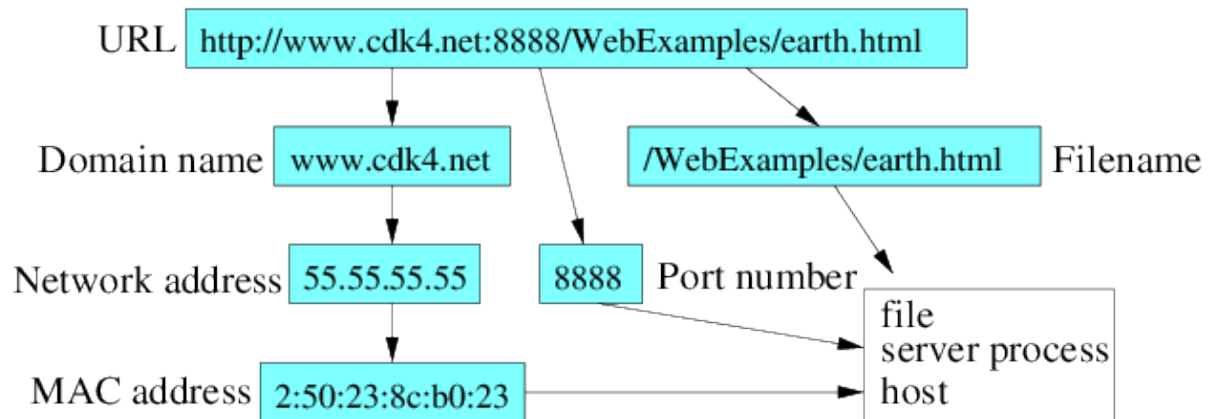 URL http://www.cdk4.net:8888/WebExamples/earth.html
Domain name www.cdk4.net /WebExamples/earth.html Filename
Network address 55.55.55.55 8888 Port number
file
server process
MAC address 2:50:23:8c:b0:23 host